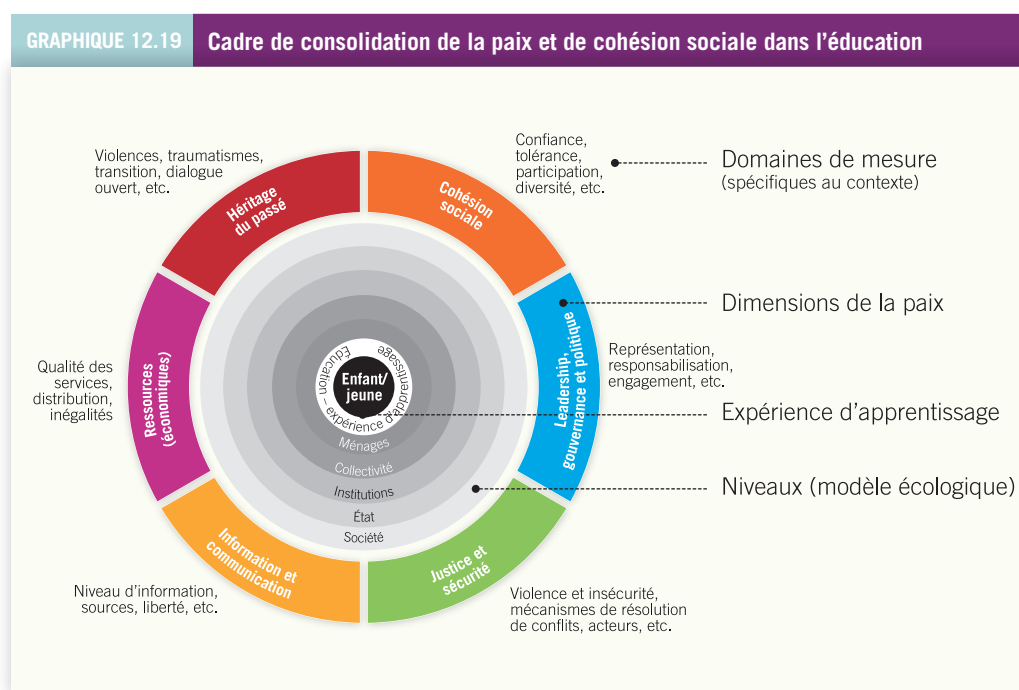 GRAPHIQUE 12.19
Cadre de consolidation de la paix et de cohésion sociale dans l'éducation
Violences, traumatismes,
transition, dialogue
ouvert, etc.
Confiance,
tolérance,
participation,
diversité, etc.
Domaines de mesure
(spécifiques au contexte)
Héritage
du passé
Cohésion
sociale
Dimensions de la paix
Leadership,
gouvernance et politique
Représentation,
responsabilisation,
engagement, etc.
Qualité des
services,
distribution,
inégalités
Ressources
(économiques)
Éducation – expérience d'apprentissage
Enfant/
jeune
Expérience d'apprentissage
Ménages
Collectivité
Institutions
État
Société
Niveaux (modèle écologique)
Information et
communication
Justice et
sécurité
Niveau d'information,
sources, liberté, etc.
Violence et insécurité,
mécanismes de résolution
de conflits, acteurs, etc.